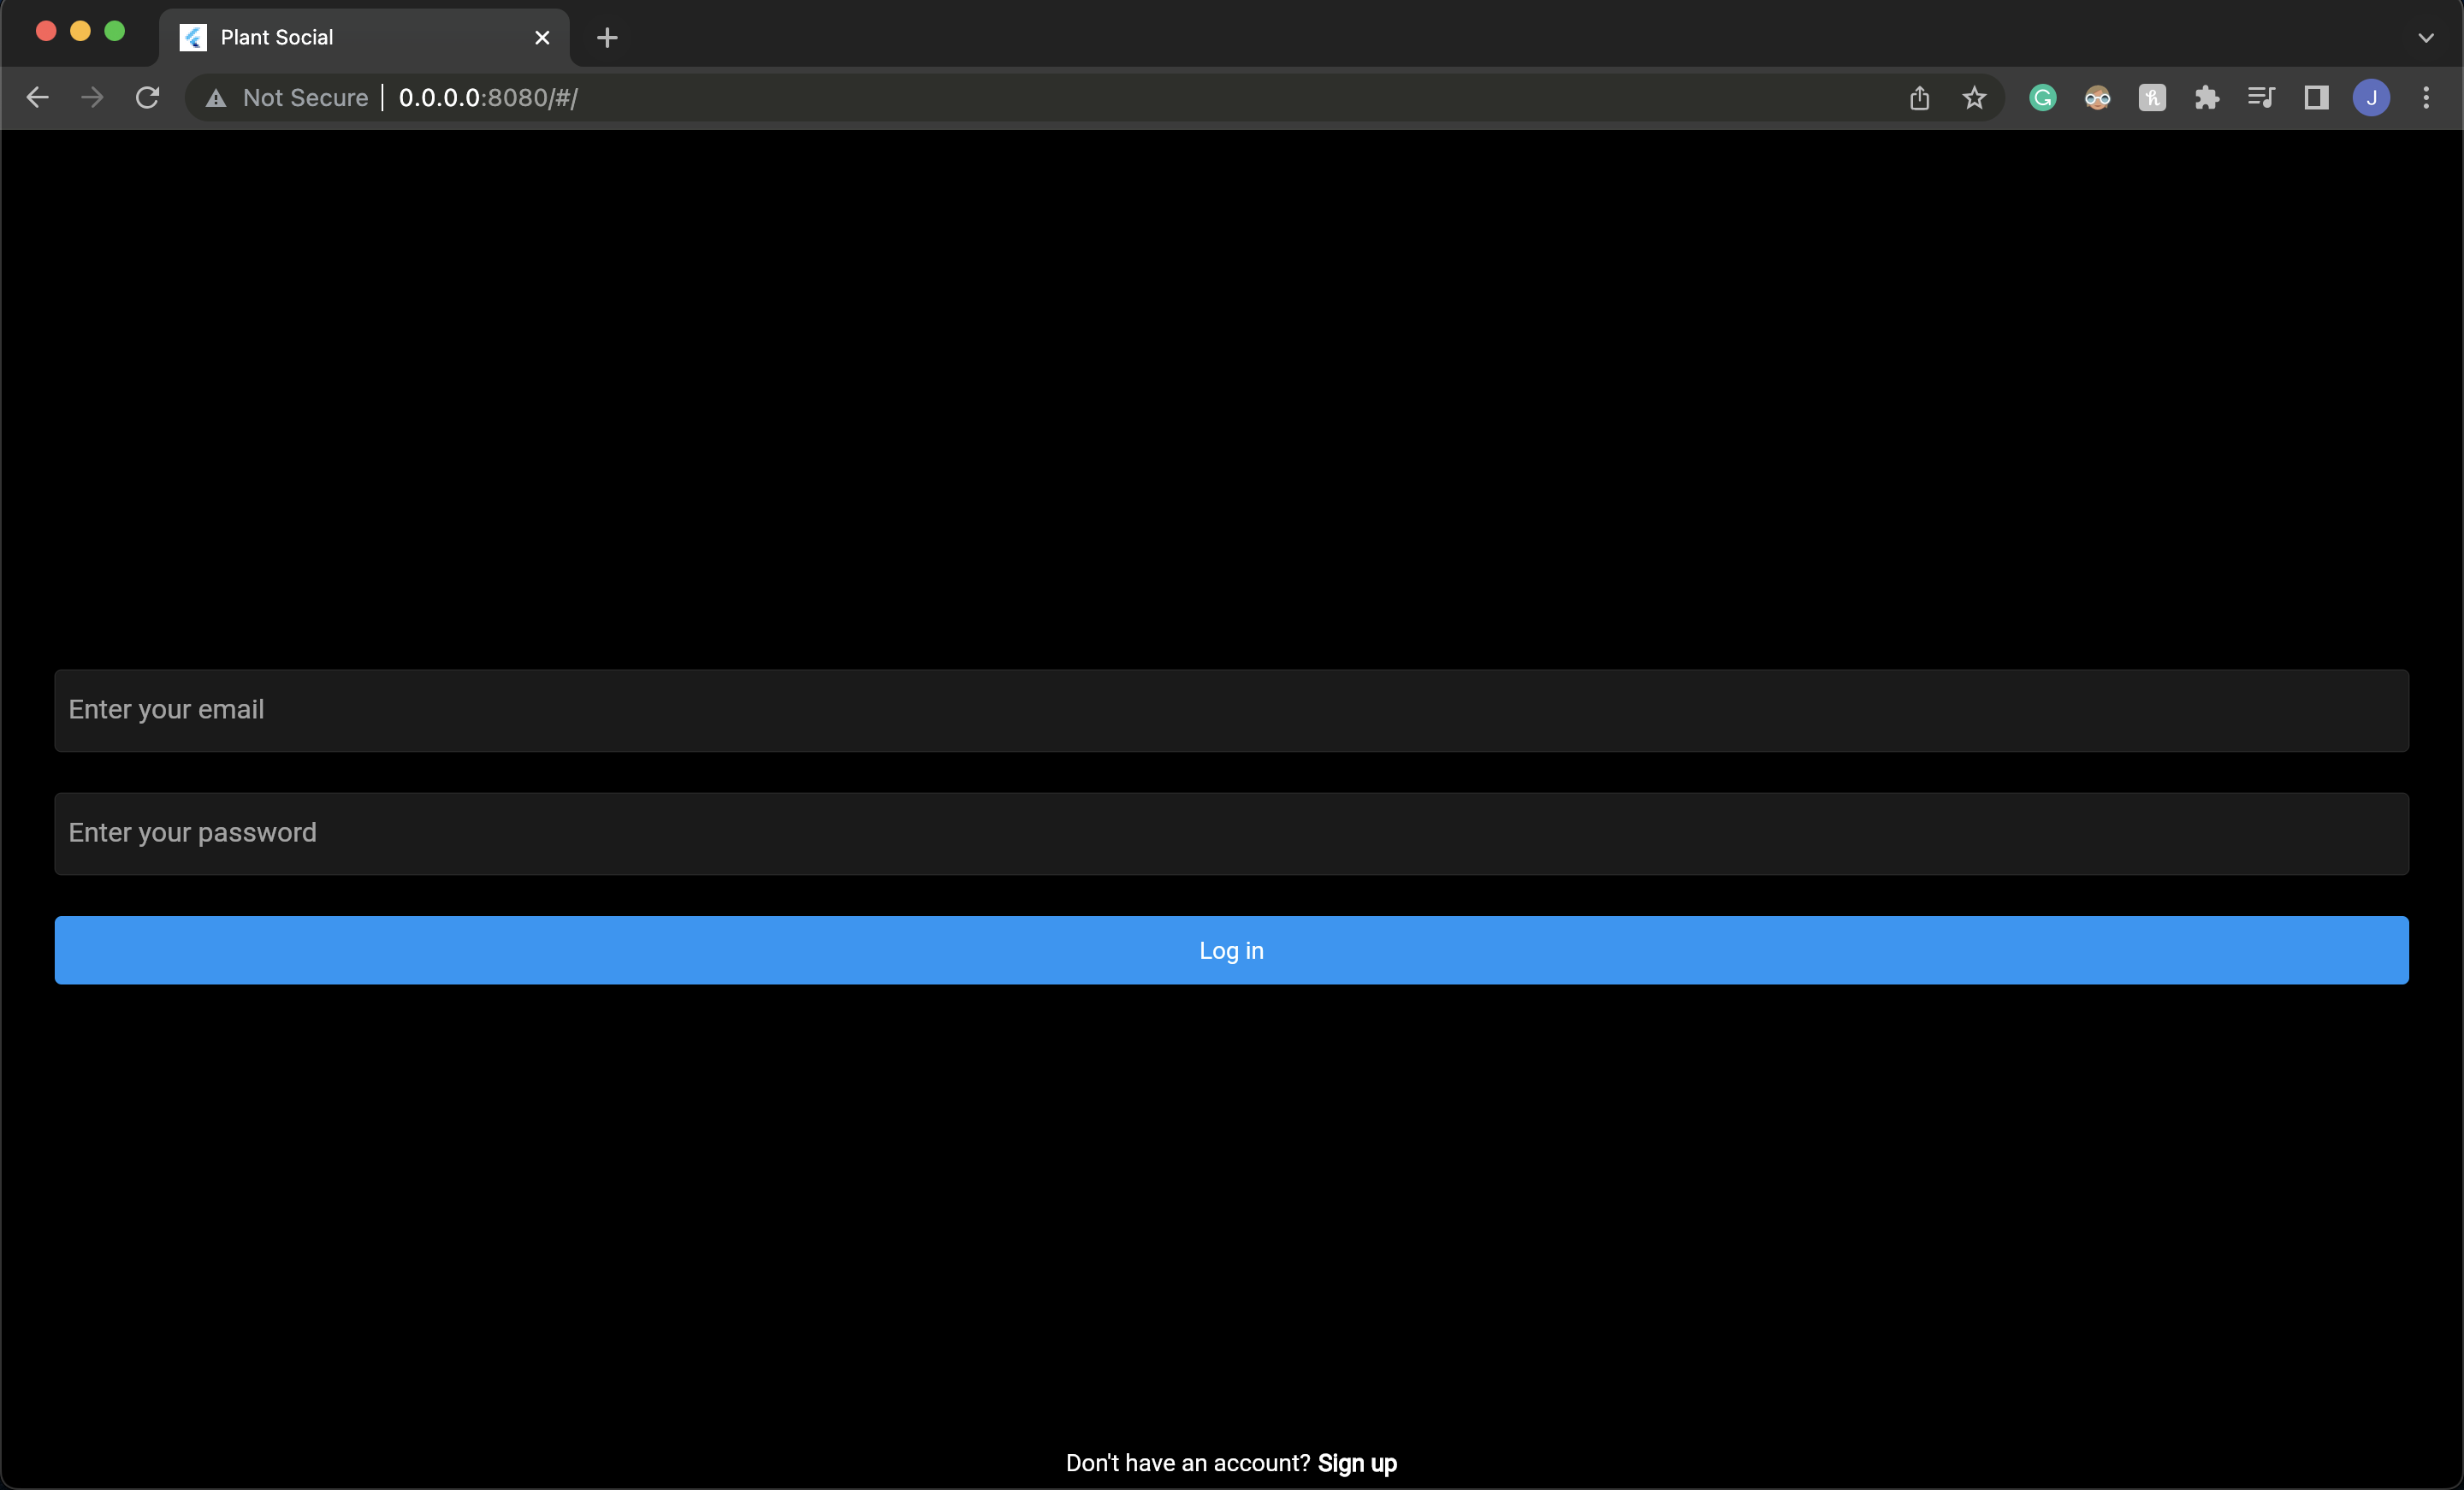 Plant Social
Not Secure | 0.0.0.0:8080/#/
J
Enter your email
Enter your password
Log in
Don't have an account? Sign up